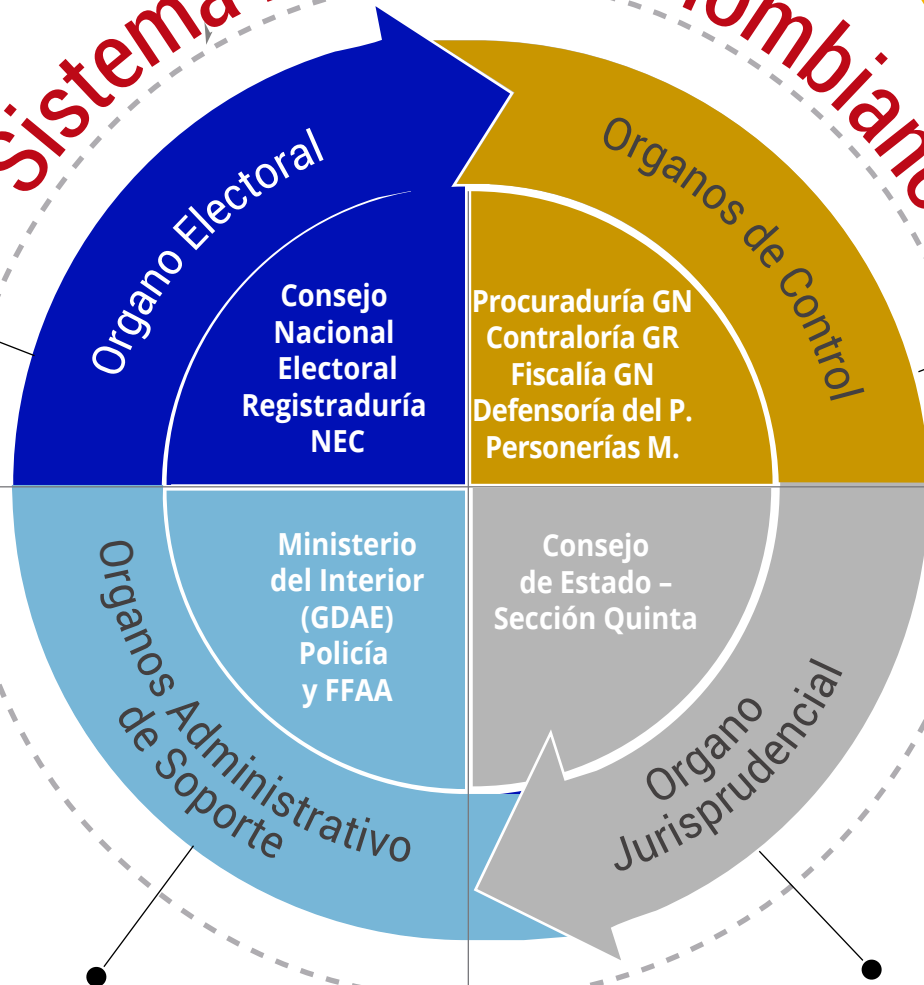 Sistema
Organo Electoral
Consejo
Nacional
Electoral
Registraduría
NEC
Organos de Control
Procuraduría GN
Contraloría GR
Fiscalía GN
Defensoría del P.
Personerías M.
Organos Administrativo
de Soporte
Ministerio
del Interior
(GDAE)
Policía
y FFAA
Organo
Jurisprudencial
Consejo
de Estado –
Sección Quinta